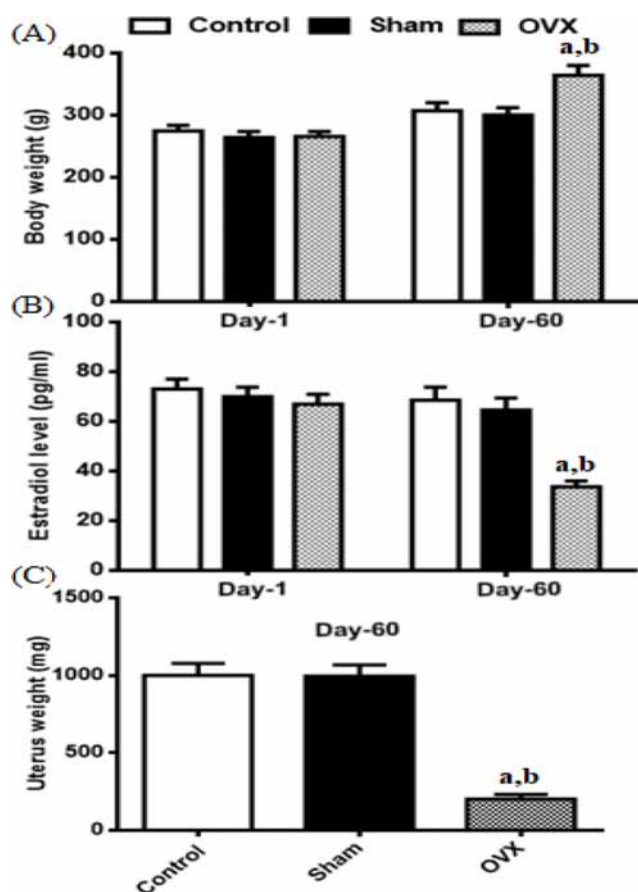 (A) Control Sham OVX
400
a,b
300
Body weight (g)
200
100
0
Day-1 Day-60
(B)
100
80
Estradiol level (pg/ml)
60
a,b
40
20
0
Day-1 Day-60
(C)
1500
Day-60
Uterus weight (mg)
1000
500
a,b
0
Control Sham OVX